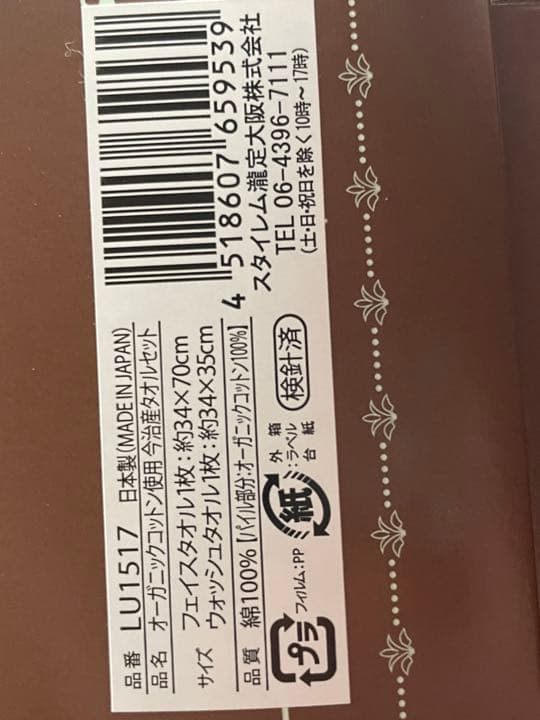 品番 LU1517 日本製(MADE IN JAPAN)
品名 オーガニックコットン使用 今治産タオルセット
サイズ フェイスタオル1枚:約34×70cm
ウォッシュタオル1枚:約34×35cm
品質 綿100%【パイル部分:オーガニックコットン100%】
プラ フィルム:PP 紙 外箱 :ラベル 台紙 検針済
4 518607 659539
スタイレム瀧定大阪株式会社
TEL 06-4396-7111
(土・日・祝日を除く10時~17時)